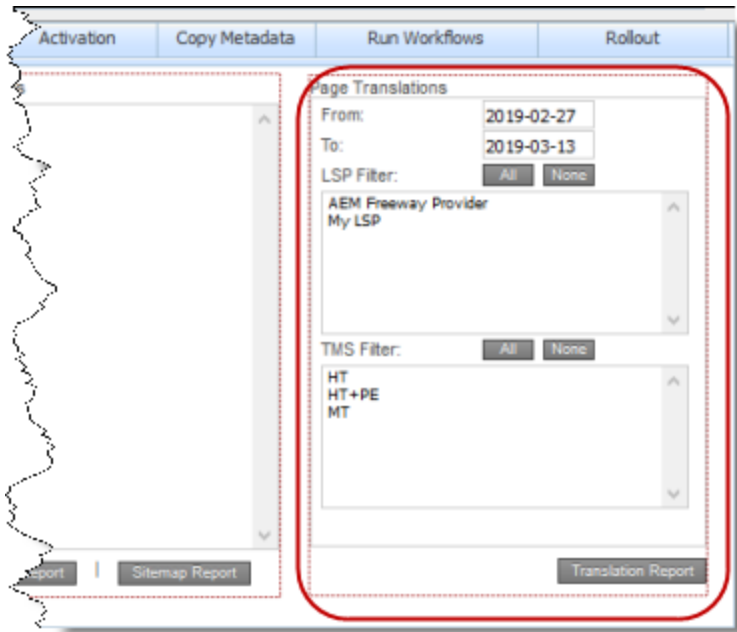 Activation
Copy Metadata
Run Workflows
Rollout
s
Page Translations
From: 2019-02-27
To: 2019-03-13
LSP Filter: All None
AEM Freeway Provider
My LSP
TMS Filter: All None
HT
HT+PE
MT
eport | Sitemap Report
Translation Report